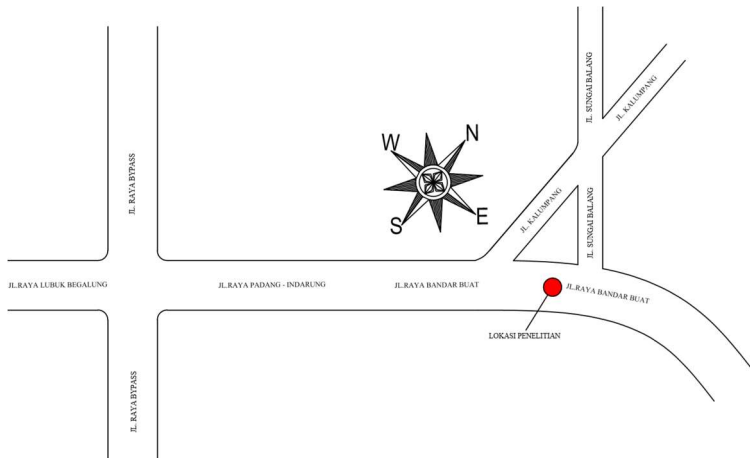 JL. SUNGAI BALANG
JL. KALUMPANG
W
N
S
E
JL. RAYA BYPASS
JL. KALUMPANG
JL. SUNGAI BALANG
JL.RAYA LUBUK BEGALUNG
JL.RAYA PADANG - INDARUNG
JL.RAYA BANDAR BUAT
JL.RAYA BANDAR BUAT
LOKASI PENELITIAN
JL. RAYA BYPASS